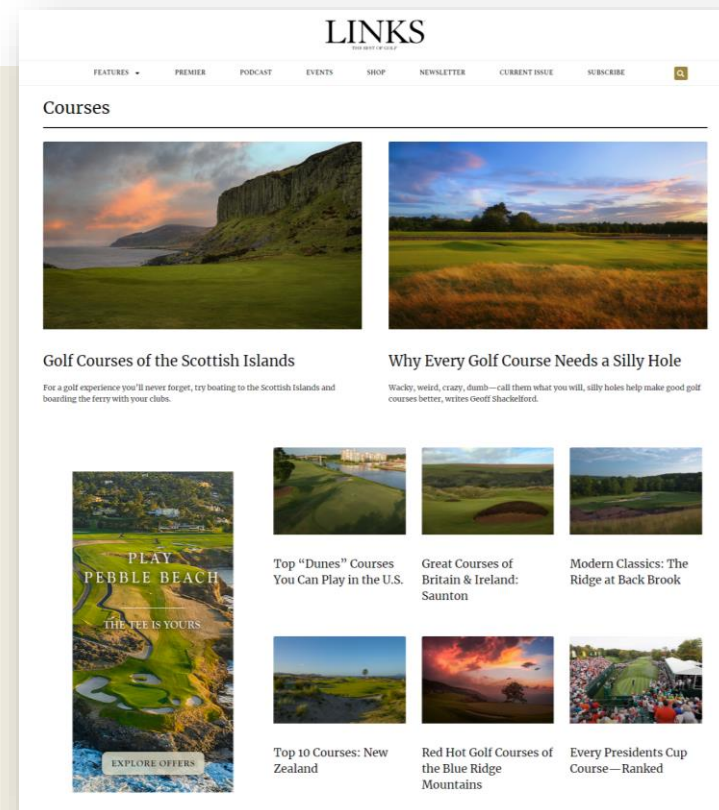 LINKS
THE BEST OF GOLF
FEATURES
PREMIER
PODCAST
EVENTS
SHOP
NEWSLETTER
CURRENT ISSUE
SUBSCRIBE
Courses
Golf Courses of the Scottish Islands
For a golf experience you'll never forget, try boating to the Scottish Islands and
boarding the ferry with your clubs.
Why Every Golf Course Needs a Silly Hole
Wacky, weird, crazy, dumb—call them what you will, silly holes help make good golf
courses better, writes Geoff Shackelford.
PLAY
PEBBLE BEACH
THE TEE IS YOURS
EXPLORE OFFERS
Top “Dunes” Courses
You Can Play in the U.S.
Great Courses of
Britain & Ireland:
Saunton
Modern Classics: The
Ridge at Back Brook
Top 10 Courses: New
Zealand
Red Hot Golf Courses of
the Blue Ridge
Mountains
Every Presidents Cup
Course—Ranked